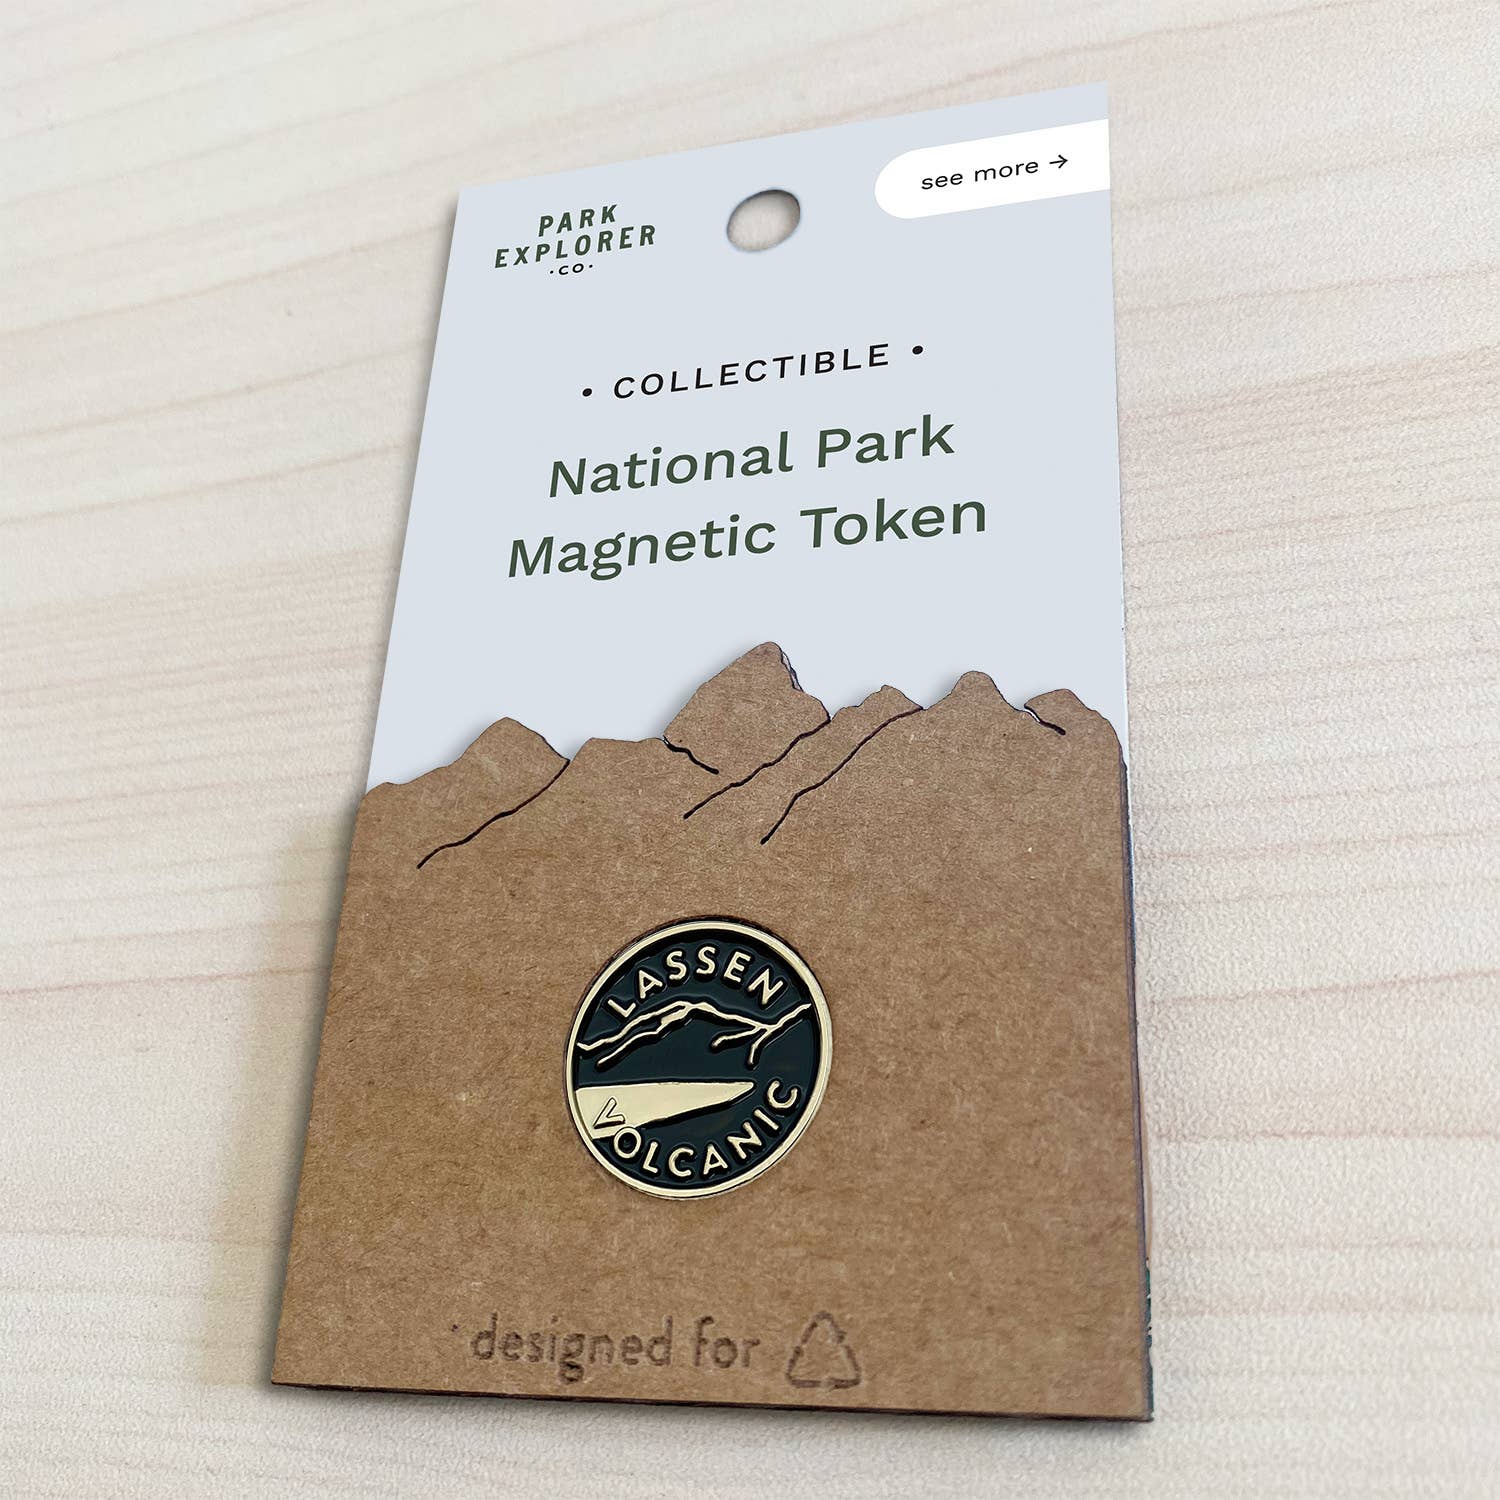 see more →
PARK
EXPLORER
·CO·
• COLLECTIBLE •
National Park
Magnetic Token
LASSEN
VOLCANIC
designed for